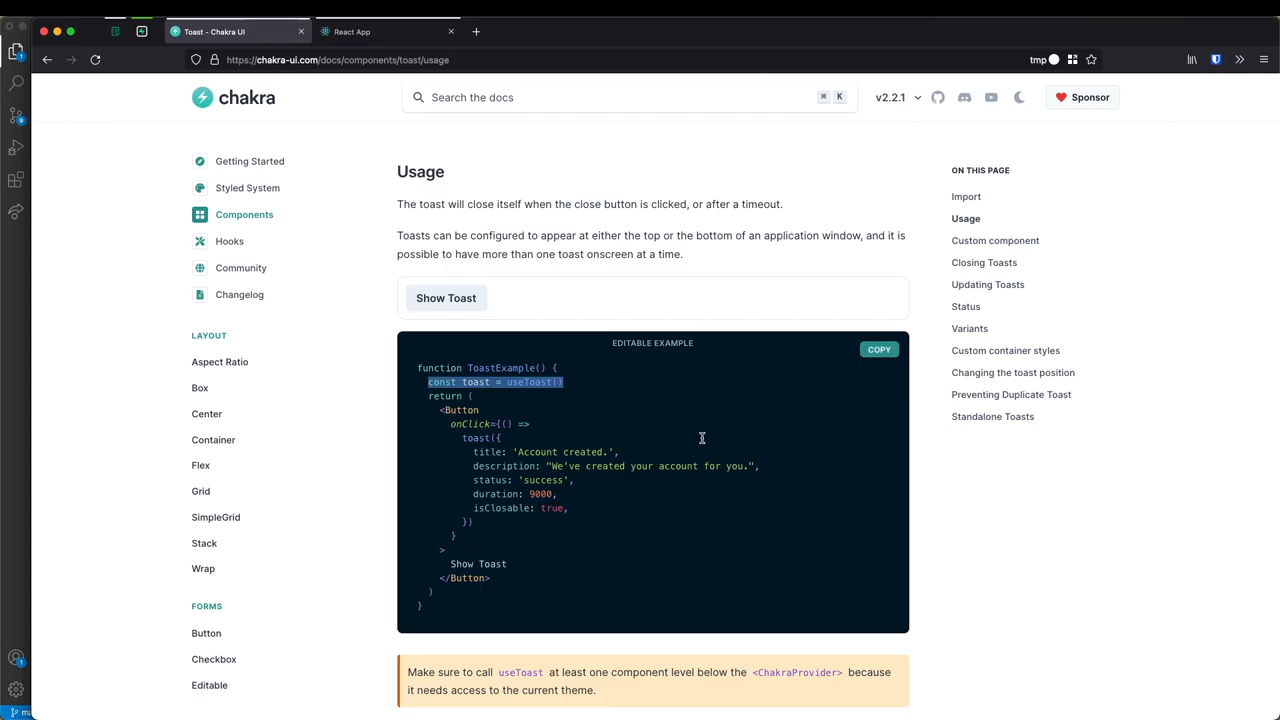 Toast - Chakra UI
React App
https://chakra-ui.com/docs/components/toast/usage
tmp
chakra
Search the docs
⌘ K
v2.2.1
Sponsor
Getting Started
Styled System
Components
Hooks
Community
Changelog
LAYOUT
Aspect Ratio
Box
Center
Container
Flex
Grid
SimpleGrid
Stack
Wrap
FORMS
Button
Checkbox
Editable
Usage
The toast will close itself when the close button is clicked, or after a timeout.
Toasts can be configured to appear at either the top or the bottom of an application window, and it is
possible to have more than one toast onscreen at a time.
Show Toast
EDITABLE EXAMPLE
COPY
function ToastExample() {
const toast = useToast()
return (
<Button
onClick={() =>
toast({
title: 'Account created.',
description: "We've created your account for you.",
status: 'success',
duration: 9000,
isClosable: true,
})
}
>
Show Toast
</Button>
)
}
Make sure to call useToast at least one component level below the <ChakraProvider> because
it needs access to the current theme.
ON THIS PAGE
Import
Usage
Custom component
Closing Toasts
Updating Toasts
Status
Variants
Custom container styles
Changing the toast position
Preventing Duplicate Toast
Standalone Toasts
1
9
1